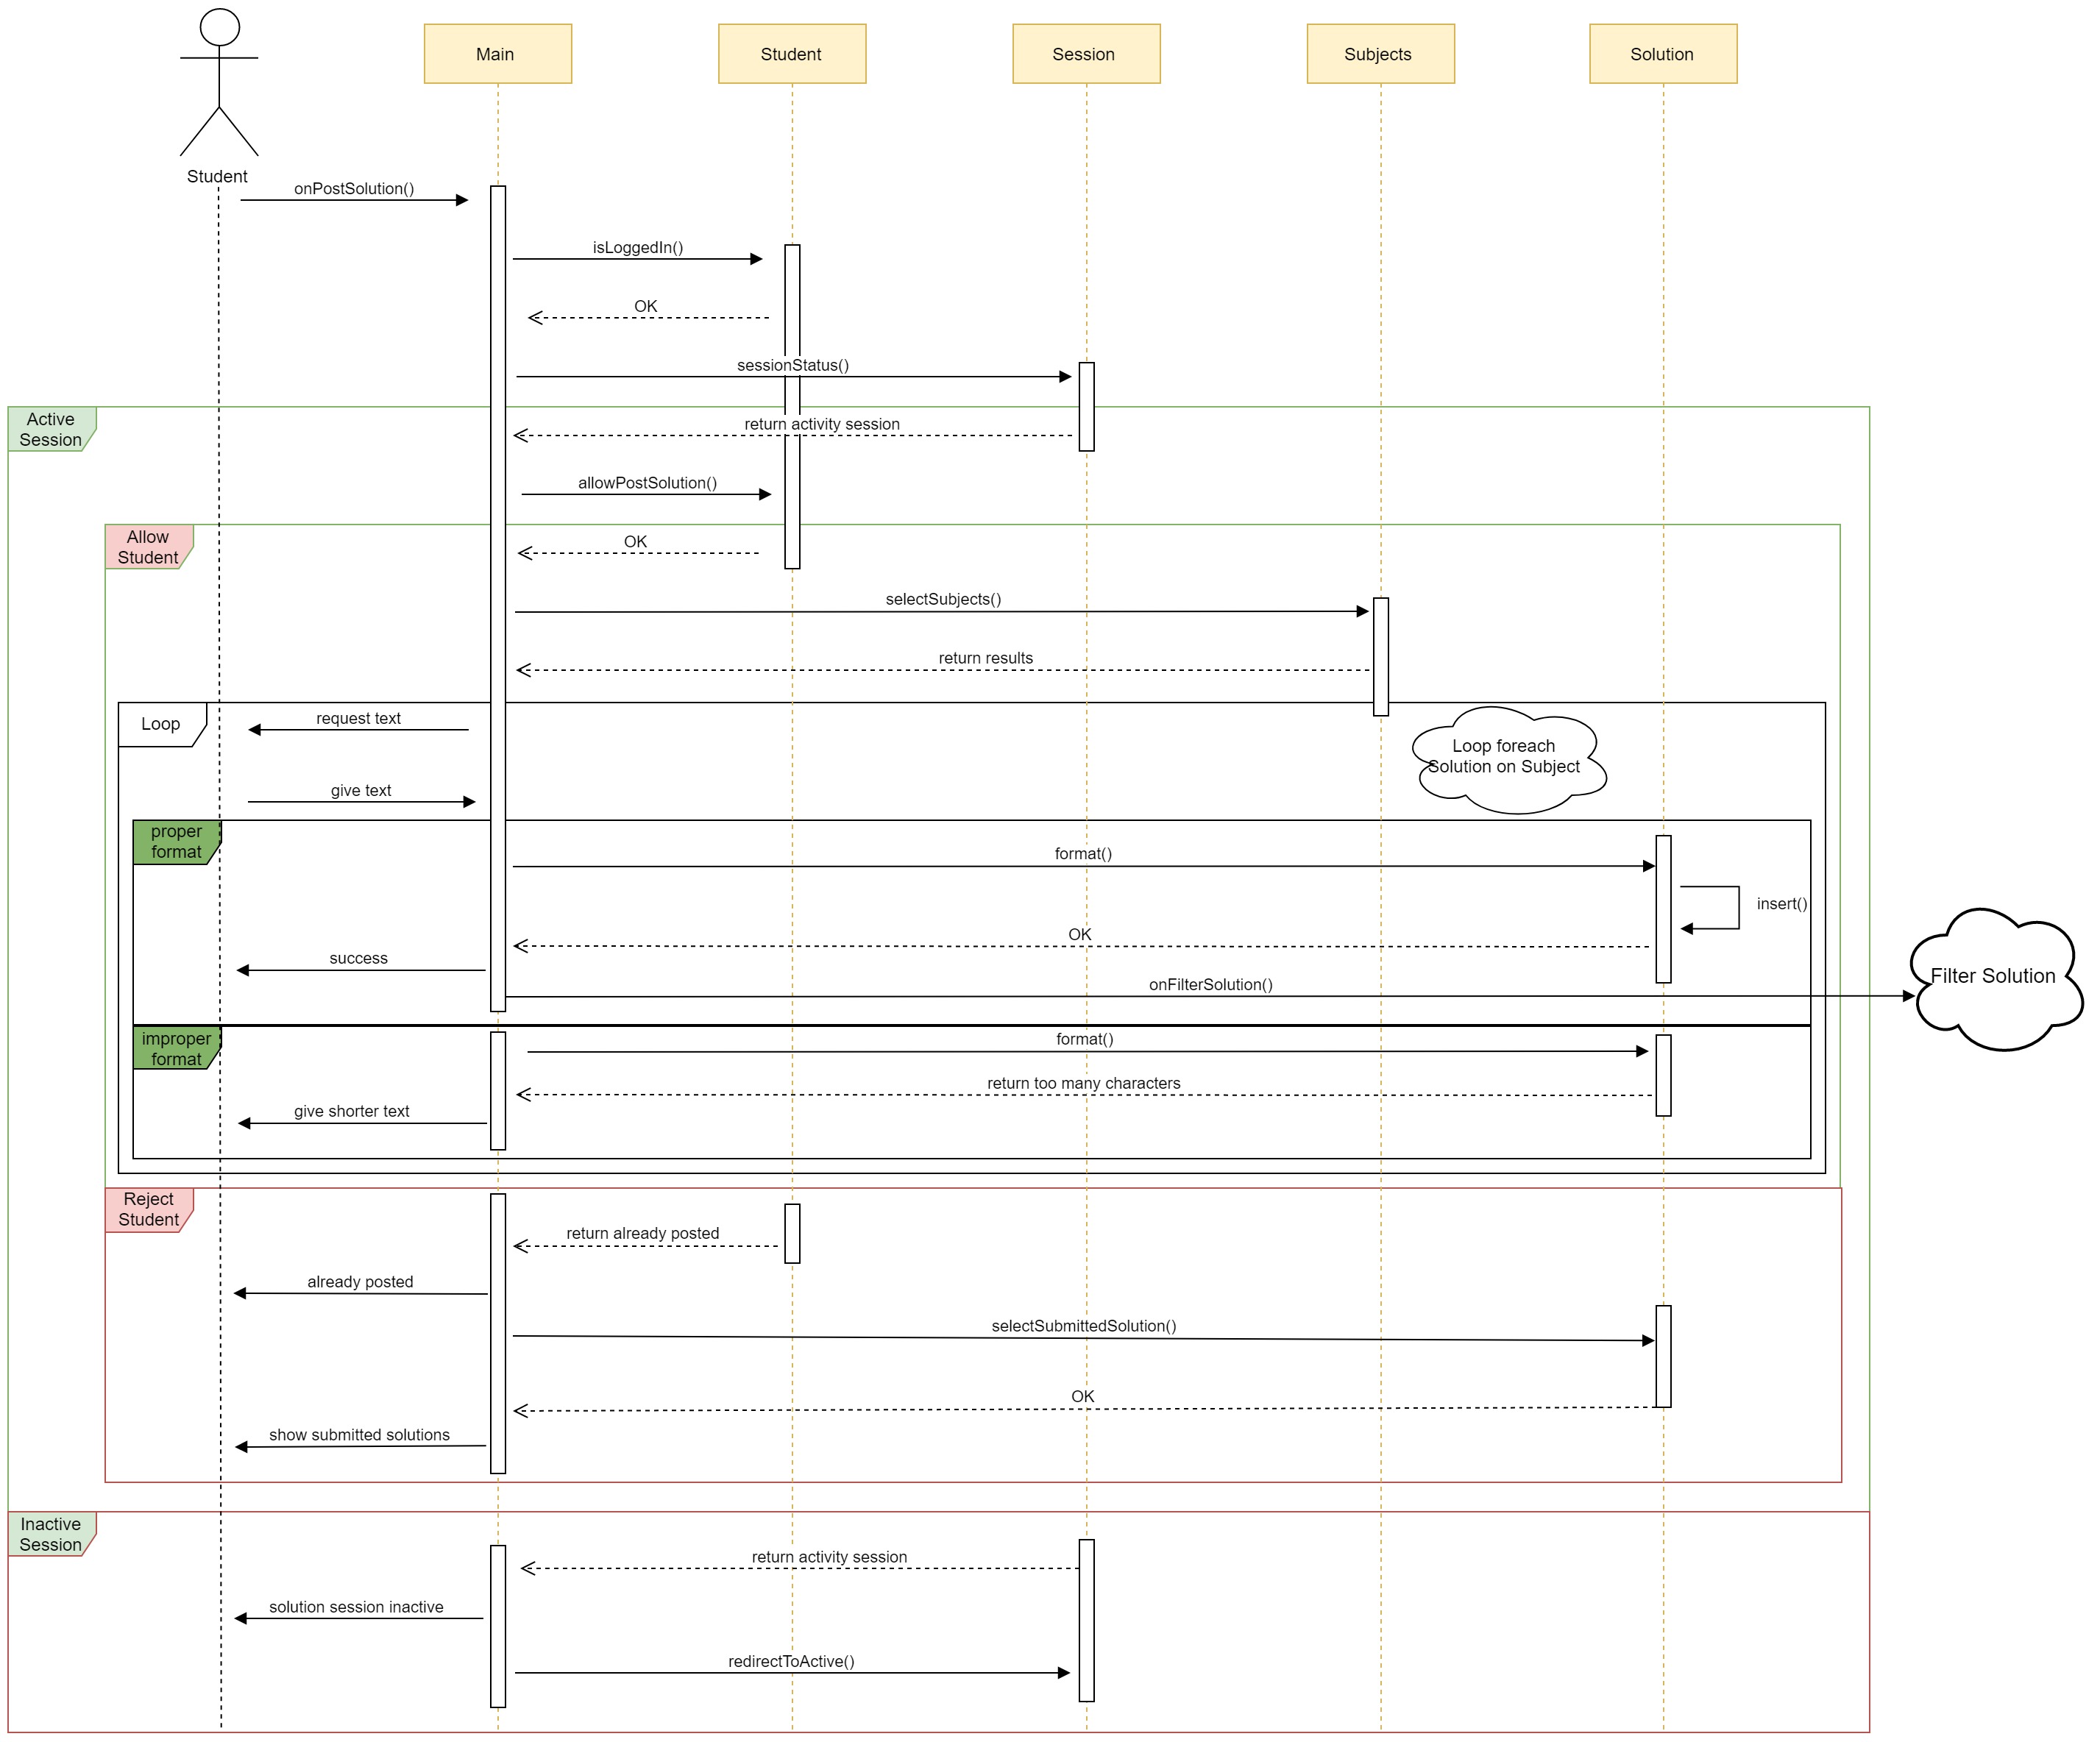 Main
Student
Session
Subjects
Solution
Student
onPostSolution()
isLoggedIn()
OK
sessionStatus()
Active
Session
return activity session
allowPostSolution()
Allow
Student
OK
selectSubjects()
return results
Loop
request text
Loop foreach
Solution on Subject
give text
proper
format
format()
insert()
OK
success
Filter Solution
onFilterSolution()
improper
format
format()
return too many characters
give shorter text
Reject
Student
return already posted
already posted
selectSubmittedSolution()
OK
show submitted solutions
Inactive
Session
return activity session
solution session inactive
redirectToActive()